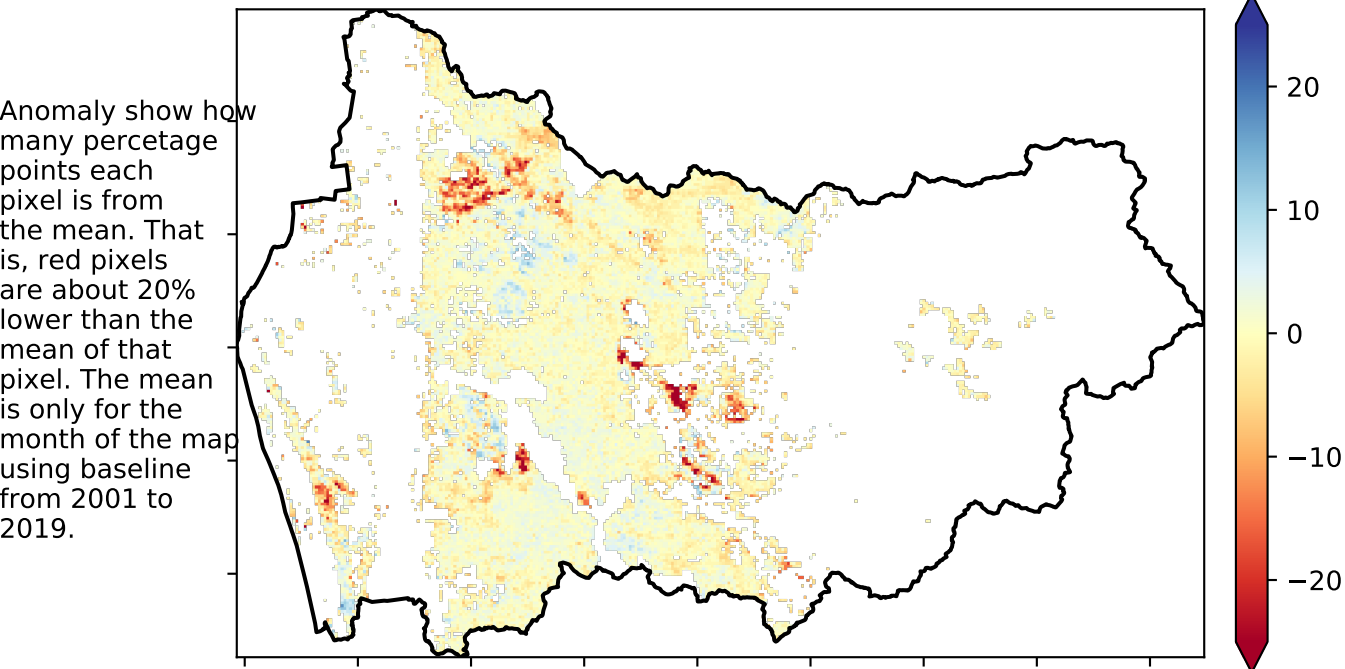 Anomaly show how
many percetage
points each
pixel is from
the mean. That
is, red pixels
are about 20%
lower than the
mean of that
pixel. The mean
is only for the
month of the map
using baseline
from 2001 to
2019.
20
10
0
−10
−20